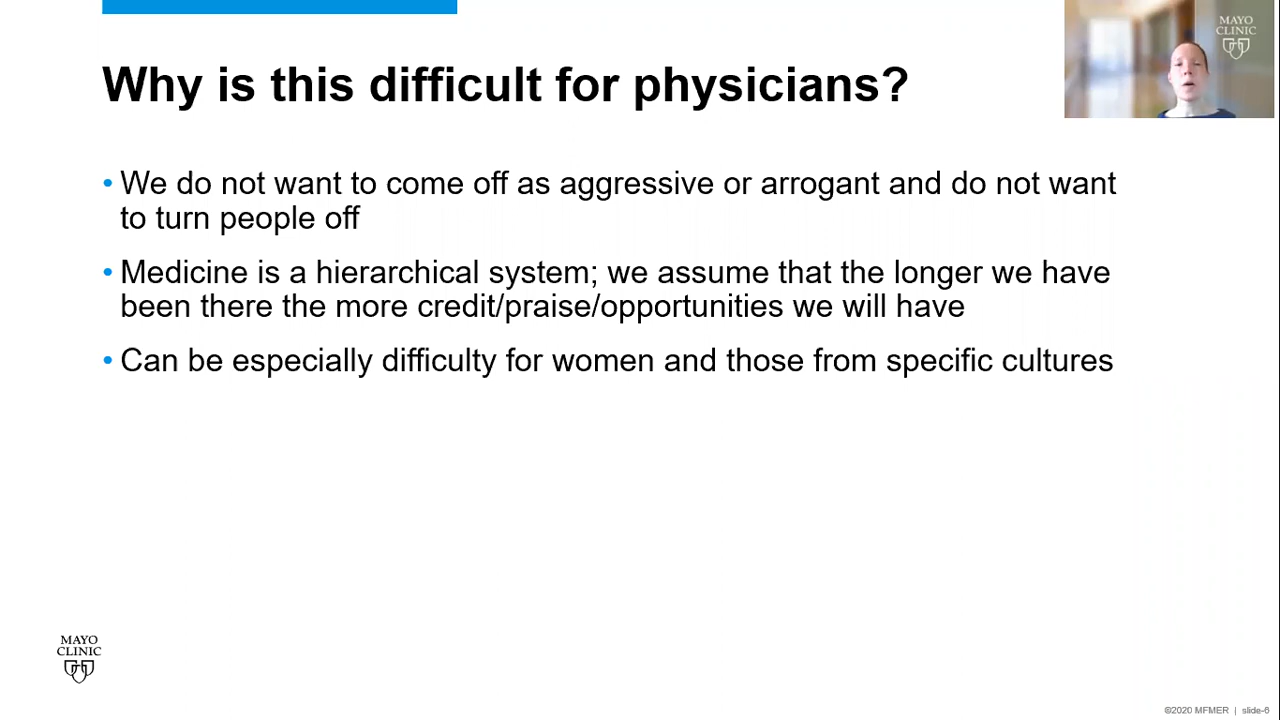 MAYO
CLINIC
Why is this difficult for physicians?
• We do not want to come off as aggressive or arrogant and do not want
to turn people off
• Medicine is a hierarchical system; we assume that the longer we have
been there the more credit/praise/opportunities we will have
• Can be especially difficulty for women and those from specific cultures
MAYO
CLINIC
©2020 MFMER | slide-6